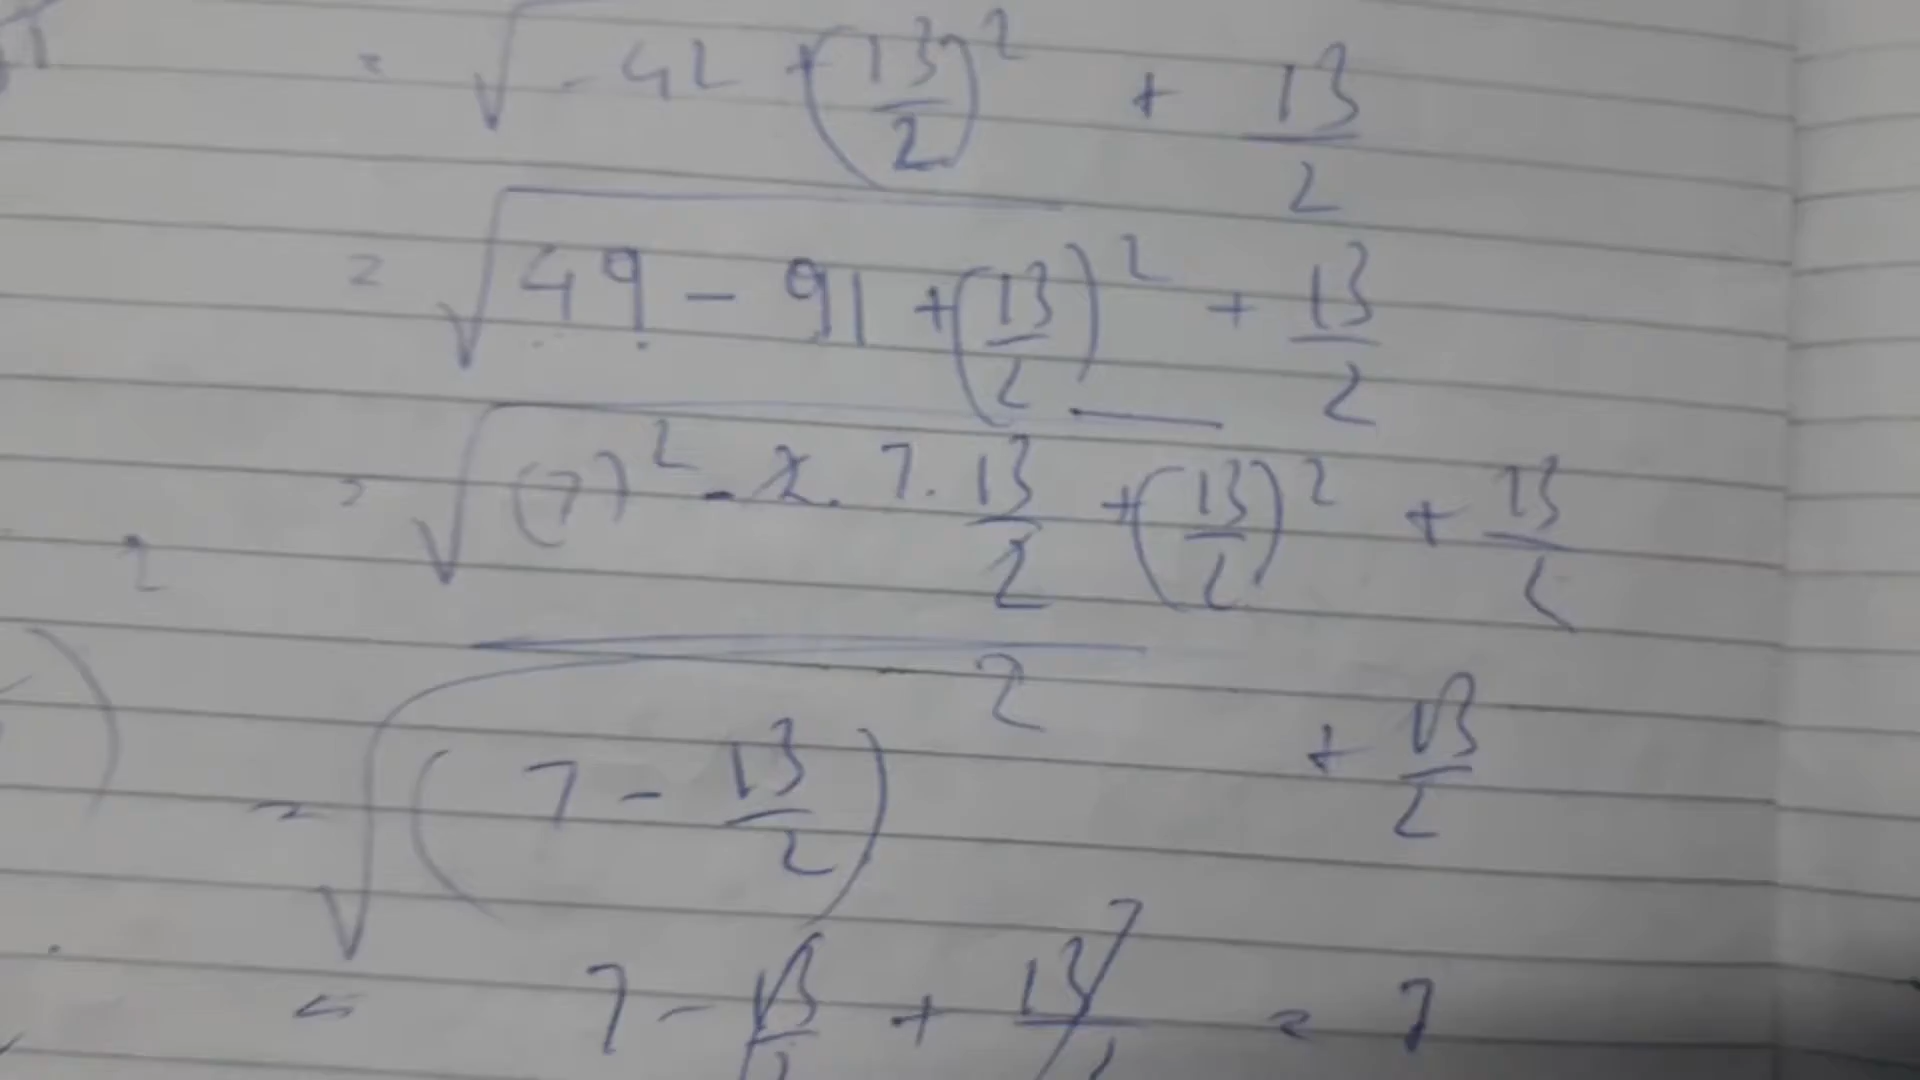 = √-42 + (13/2)² + 13/2
= √49 - 91 + (13/2)² + 13/2
= √(7)² - 2. 7. 13/2 + (13/2)² + 13/2
= √(7 - 13/2)² + 13/2
= 7 - 13/2 + 13/2 = 7